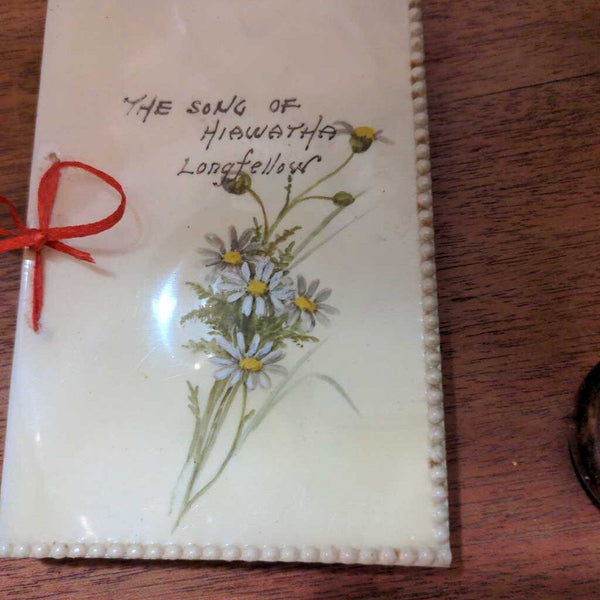 THE SONG OF
HIAWATHA
Longfellow